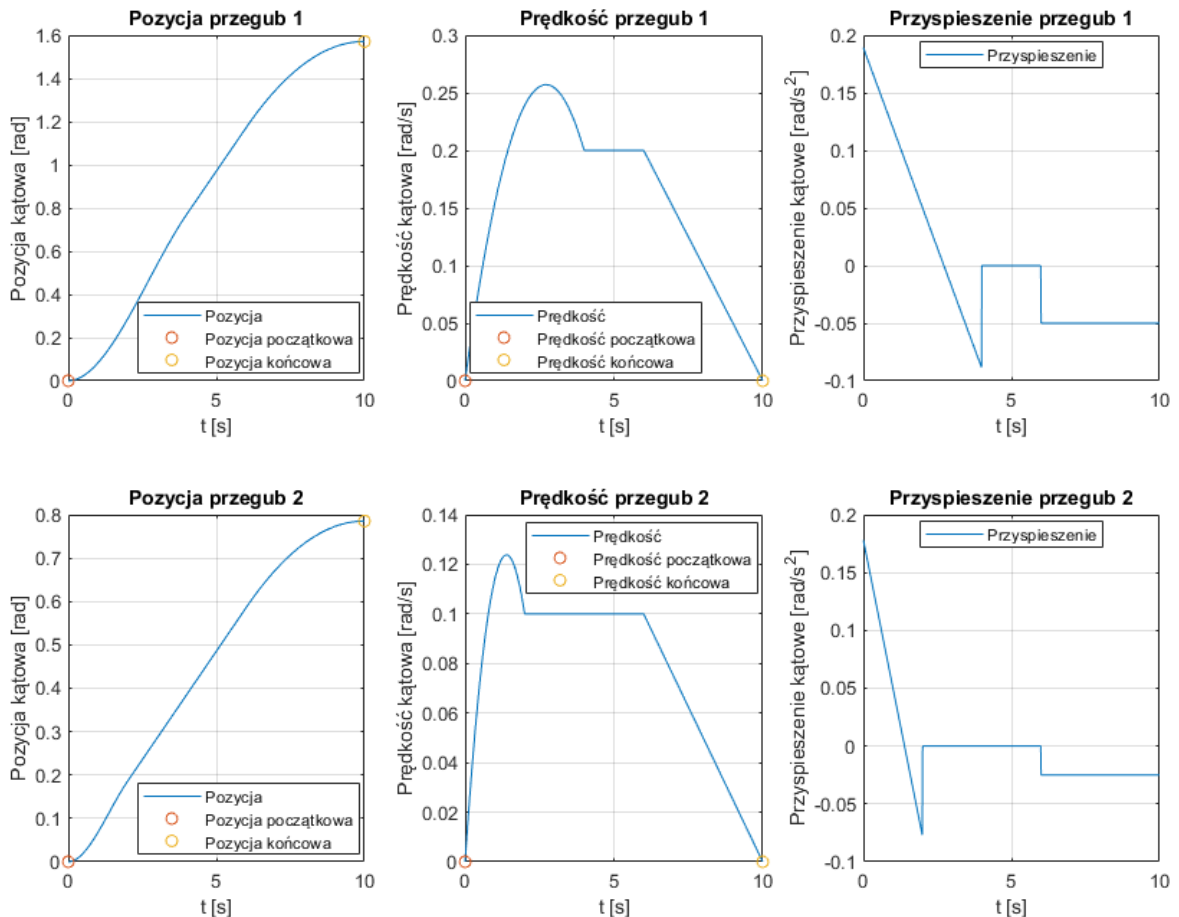 Pozycja przegub 1
Pozycja kątowa [rad]
1.6
1.4
1.2
1
0.8
0.6
0.4
0.2
0
0
5
10
t [s]
Pozycja
Pozycja początkowa
Pozycja końcowa
Prędkość przegub 1
Prędkość kątowa [rad/s]
0.3
0.25
0.2
0.15
0.1
0.05
0
0
5
10
t [s]
Prędkość
Prędkość początkowa
Prędkość końcowa
Przyspieszenie przegub 1
Przyspieszenie kątowe [rad/s²]
0.2
0.15
0.1
0.05
0
-0.05
-0.1
0
5
10
t [s]
Przyspieszenie
Pozycja przegub 2
Pozycja kątowa [rad]
0.8
0.7
0.6
0.5
0.4
0.3
0.2
0.1
0
0
5
10
t [s]
Pozycja
Pozycja początkowa
Pozycja końcowa
Prędkość przegub 2
Prędkość kątowa [rad/s]
0.14
0.12
0.1
0.08
0.06
0.04
0.02
0
0
5
10
t [s]
Prędkość
Prędkość początkowa
Prędkość końcowa
Przyspieszenie przegub 2
Przyspieszenie kątowe [rad/s²]
0.2
0.15
0.1
0.05
0
-0.05
-0.1
0
5
10
t [s]
Przyspieszenie